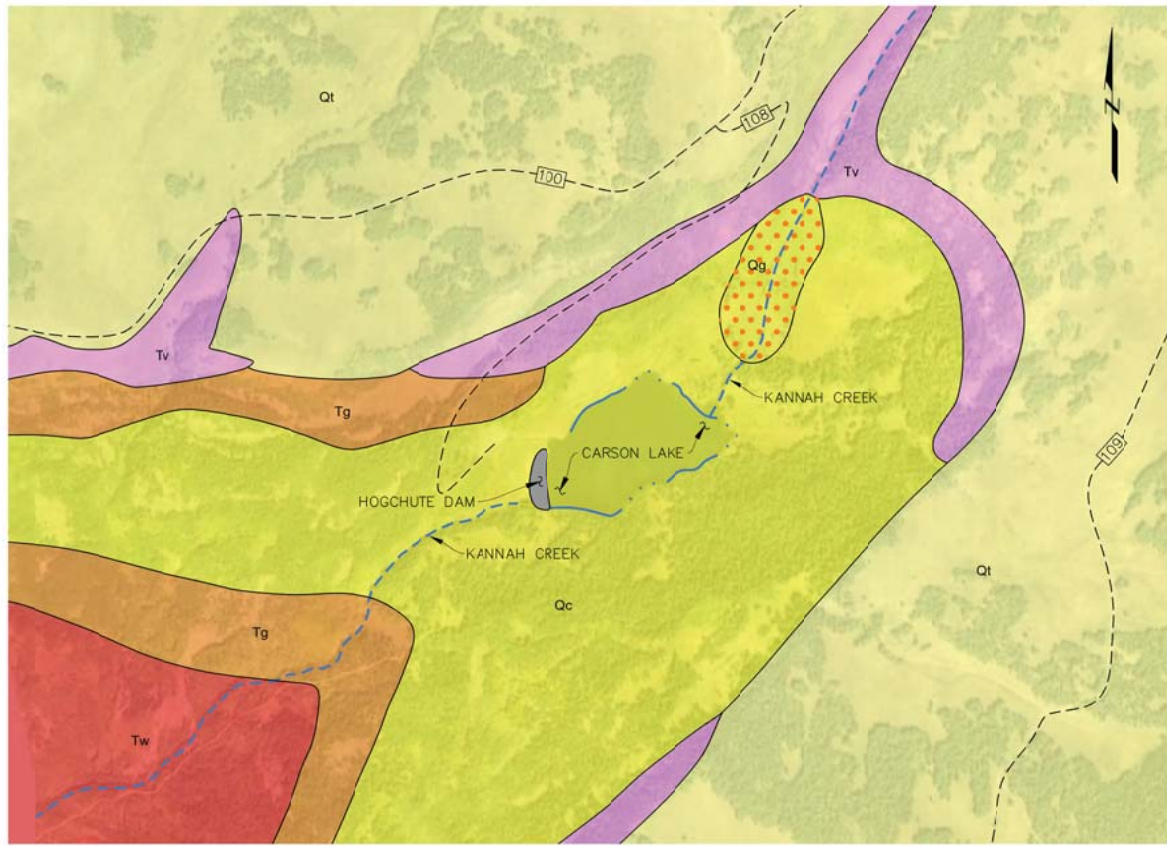 Qt
108
N
100
Tv
Qg
Tv
Tg
KANNAH CREEK
109
CARSON LAKE
HOGCHUTE DAM
KANNAH CREEK
Qt
Qc
Tg
Tw